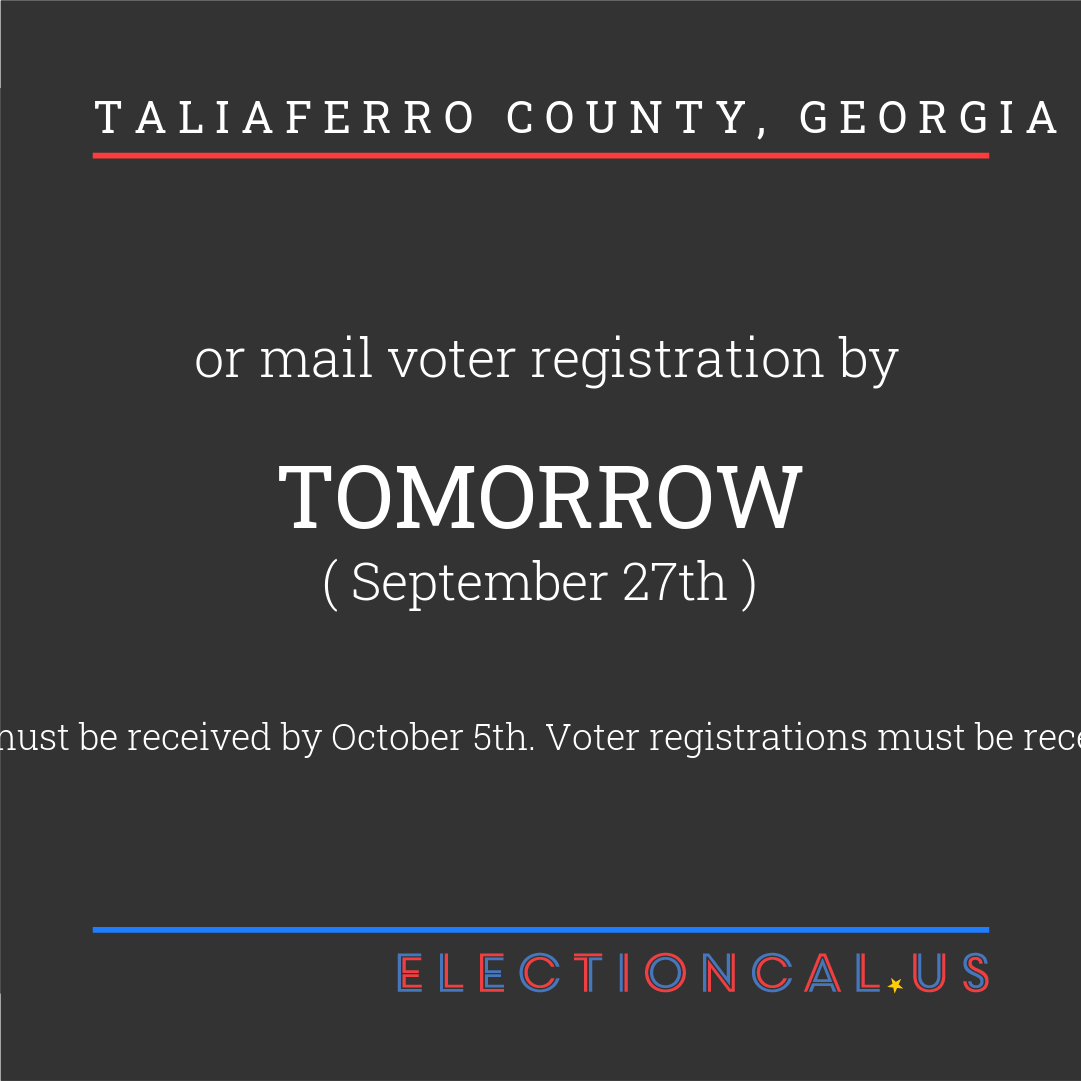 TALIAFERRO COUNTY, GEORGIA
or mail voter registration by
TOMORROW
( September 27th )
must be received by October 5th. Voter registrations must be
ELECTIONCAL.US